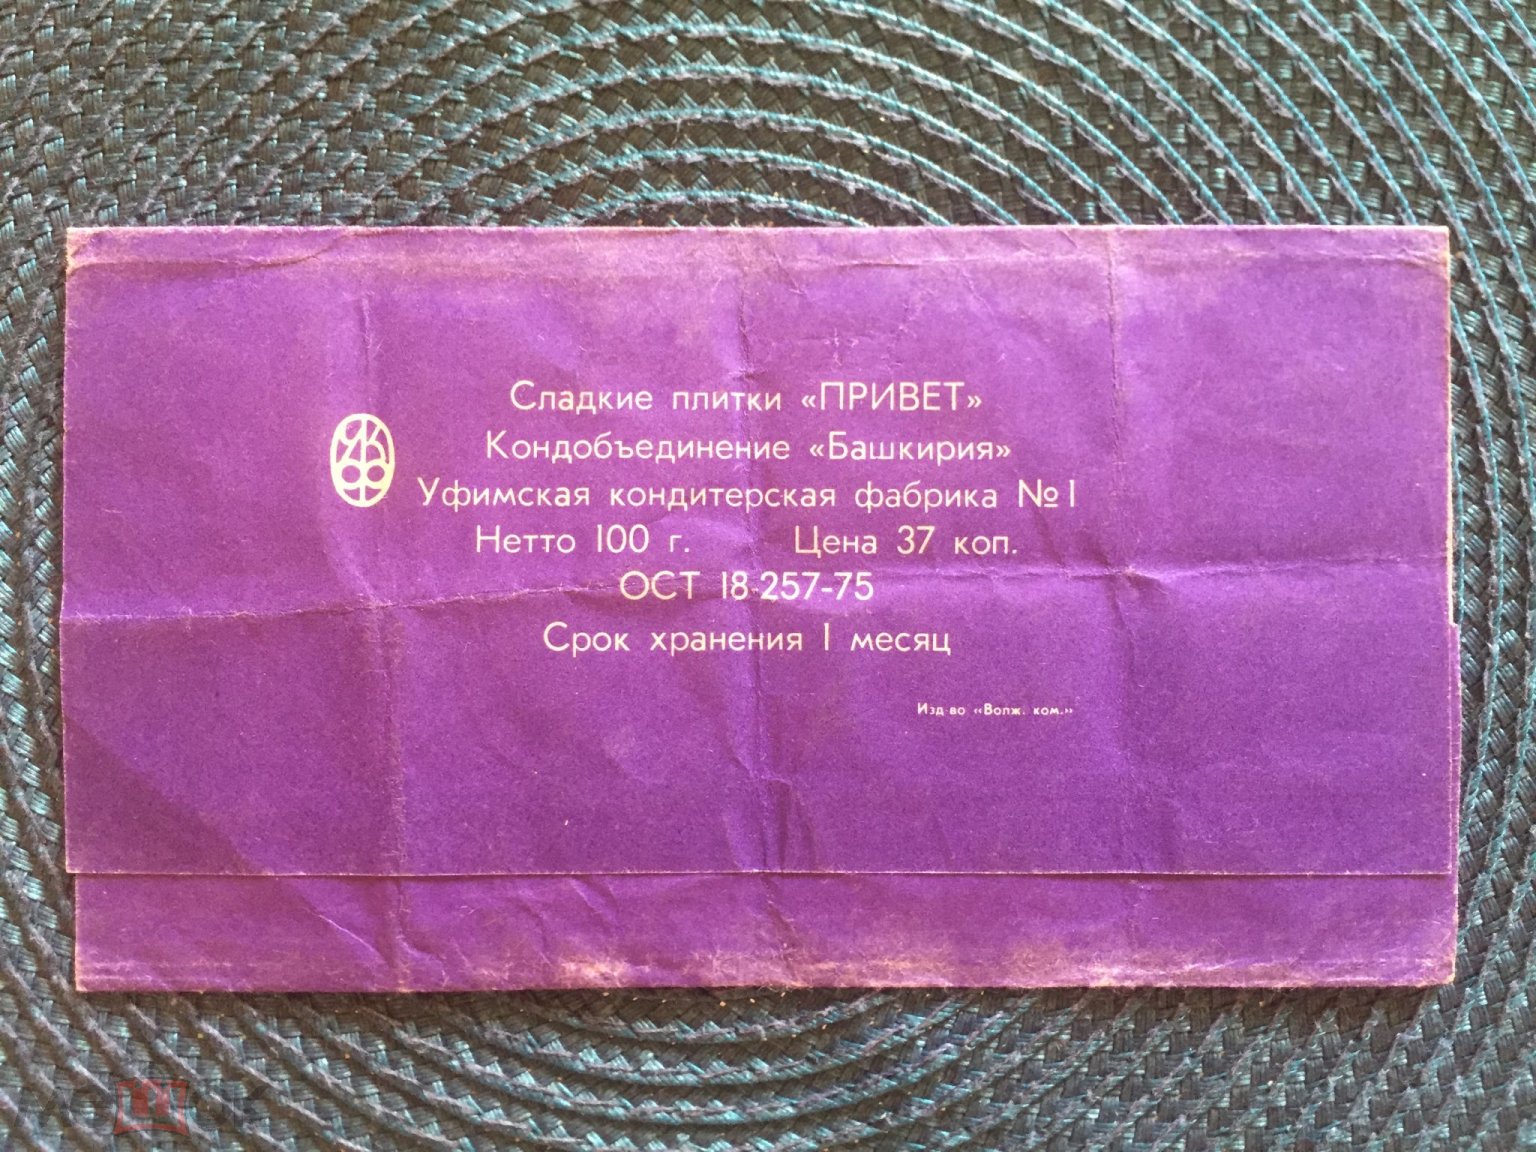 Сладкие плитки «ПРИВЕТ»
Кондобъединение «Башкирия»
Уфимская кондитерская фабрика №1
Нетто 100 г. Цена 37 коп.
ОСТ 18-257-75
Срок хранения 1 месяц
Изд-во «Волж. ком.»
мешок